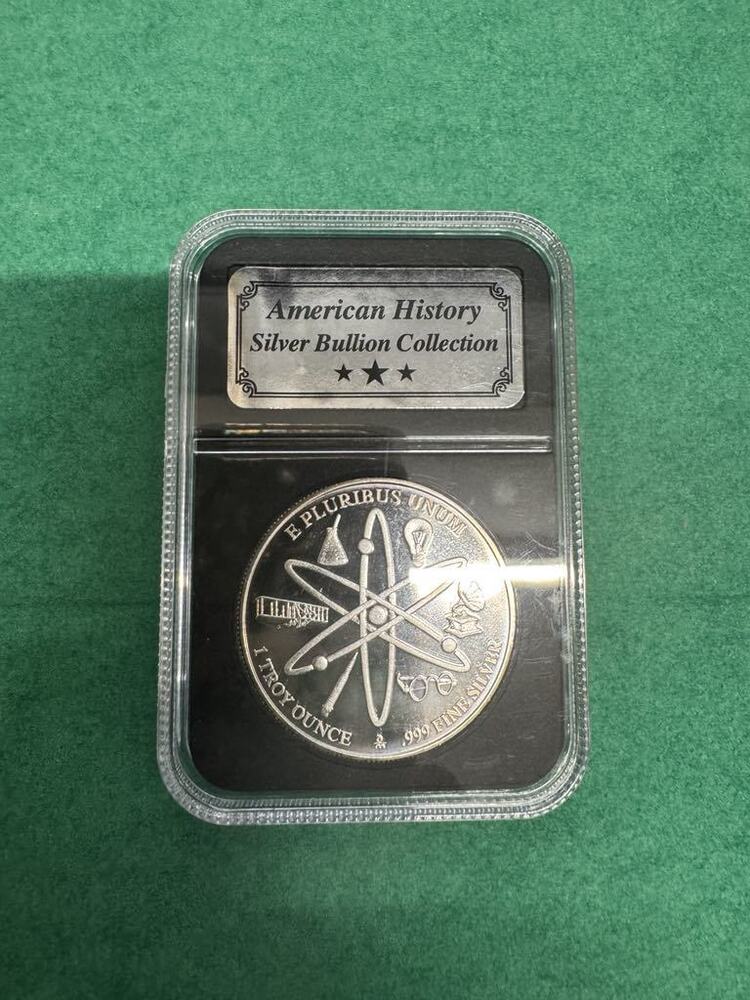 American History
Silver Bullion Collection
E PLURIBUS UNUM
1 TROY OUNCE
.999 FINE SILVER